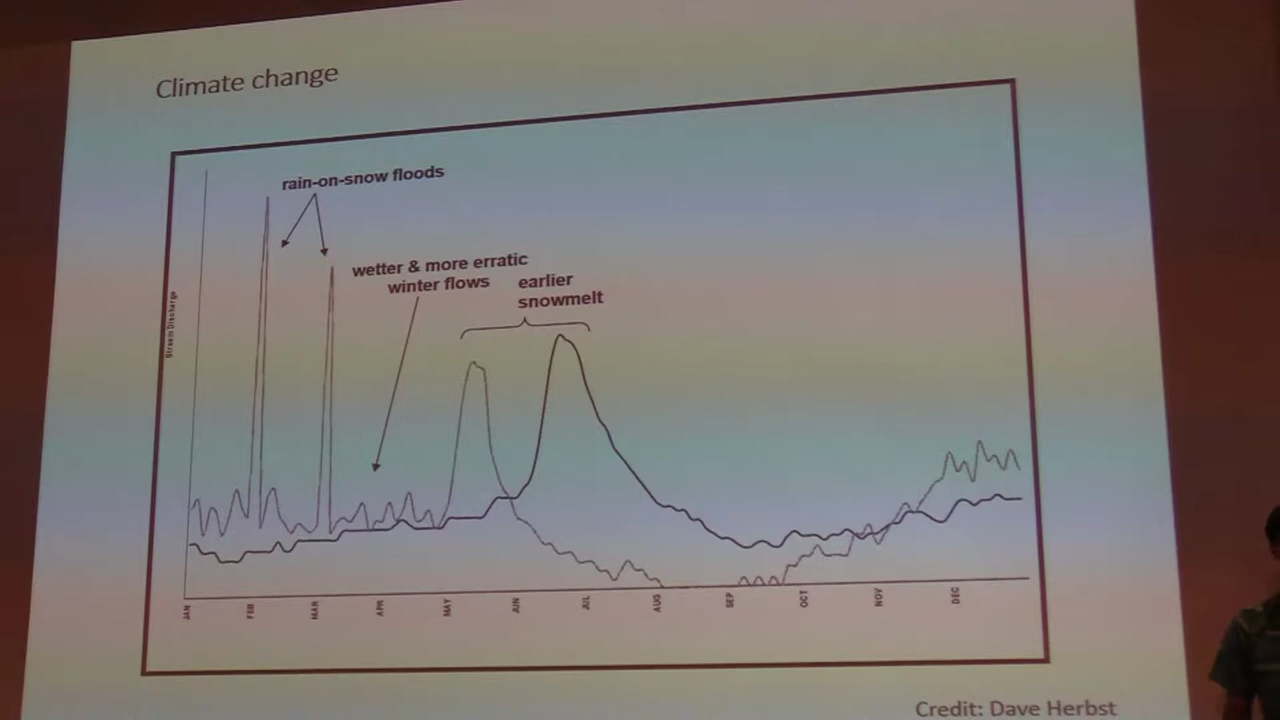 Climate change
rain-on-snow floods
wetter & more erratic
winter flows
earlier
snowmelt
Stream Discharge
JAN
FEB
MAR
APR
MAY
JUN
JUL
AUG
SEP
OCT
NOV
DEC
Credit: Dave Herbst